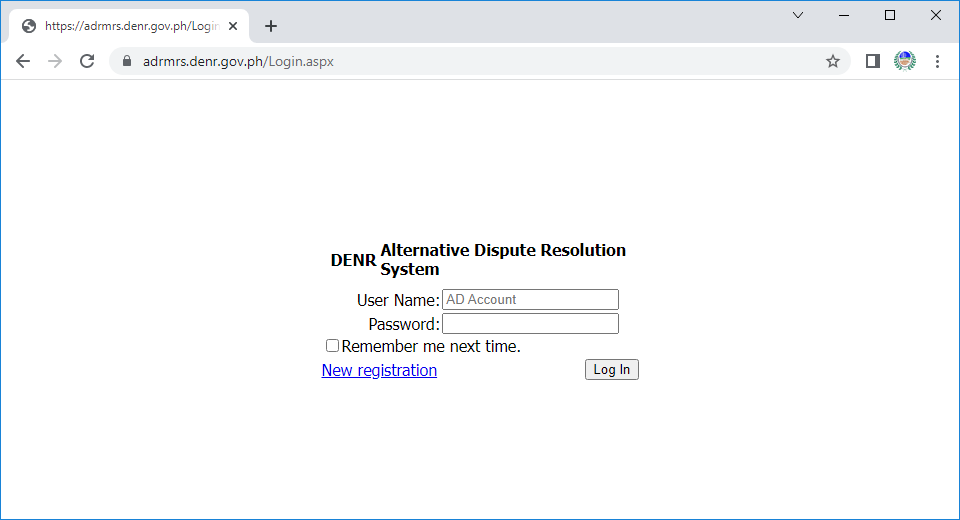 https://adrmrs.denr.gov.ph/Login
adrmrs.denr.gov.ph/Login.aspx
DENR Alternative Dispute Resolution
System
User Name: AD Account
Password:
Remember me next time.
New registration Log In